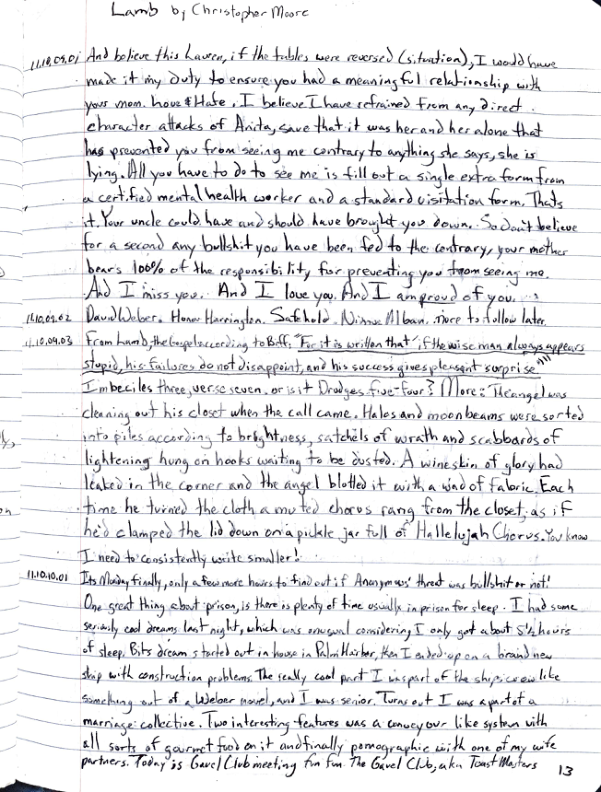 Lamb by Christopher Moore
11.10.09.01 And believe this Lauren, if the tables were reversed (situation), I would have
made it my duty to ensure you had a meaningful relationship with
your mom. Love & Hate, I believe I have refrained from any direct
character attacks of Anita, save that it was her and her alone that
has prevented you from seeing me contrary to anything she says, she is
lying. All you have to do to see me is fill out a single extra form from
a certified mental health worker and a standard visitation form. Thats
it. Your uncle could have and should have brought you down. So don't believe
for a second any bullshit you have been fed to the contrary, your mother
bears 100% of the responsibility for preventing you from seeing me.
And I miss you. And I love you. And I am proud of you.
11.10.09.02 David Weber. Honor Harrington. Safehold. Nimue Alban. more to follow later.
11.10.09.03 From Lamb, the Gospel according to Biff, "For it is written that" if the wise man always appears
stupid, his failures do not disappoint, and his success gives pleasant surprise""
Imbeciles three, verse seven. or is it Drudges five-four? More: The angel was
cleaning out his closet when the call came. Halos and moonbeams were sorted
into piles according to brightness, satchels of wrath and scabbards of
lightening hung on hooks waiting to be dusted. A wineskin of glory had
leaked in the corner and the angel blotted it with a wad of fabric. Each
time he turned the cloth a muted chorus rang from the closet, as if
he'd clamped the lid down on a pickle jar full of Hallelujah Chorus. You know
I need to consistently write smaller!
11.10.10.01 Its Monday finally, only a few more hours to find out if Anonymous' threat was bullshit or not!
One great thing about prison, is there is plenty of time usually in prison for sleep. I had some
seriously cool dreams last night, which was unusual considering I only got about 5½ hours
of sleep. Bits dream started out in house in Palm Harbor, then I ended up on a brand new
ship with construction problems. The really cool part I was part of the ship's crew like
something out of a Weber novel, and I was senior. Turns out I was a part of a
marriage collective. Two interesting features was a conveyour like system with
all sorts of gourmet food on it and finally pornographic with one of my wife
partners. Today is Gavel Club meeting fun fun. The Gavel Club, a.k.a Toast Masters
13